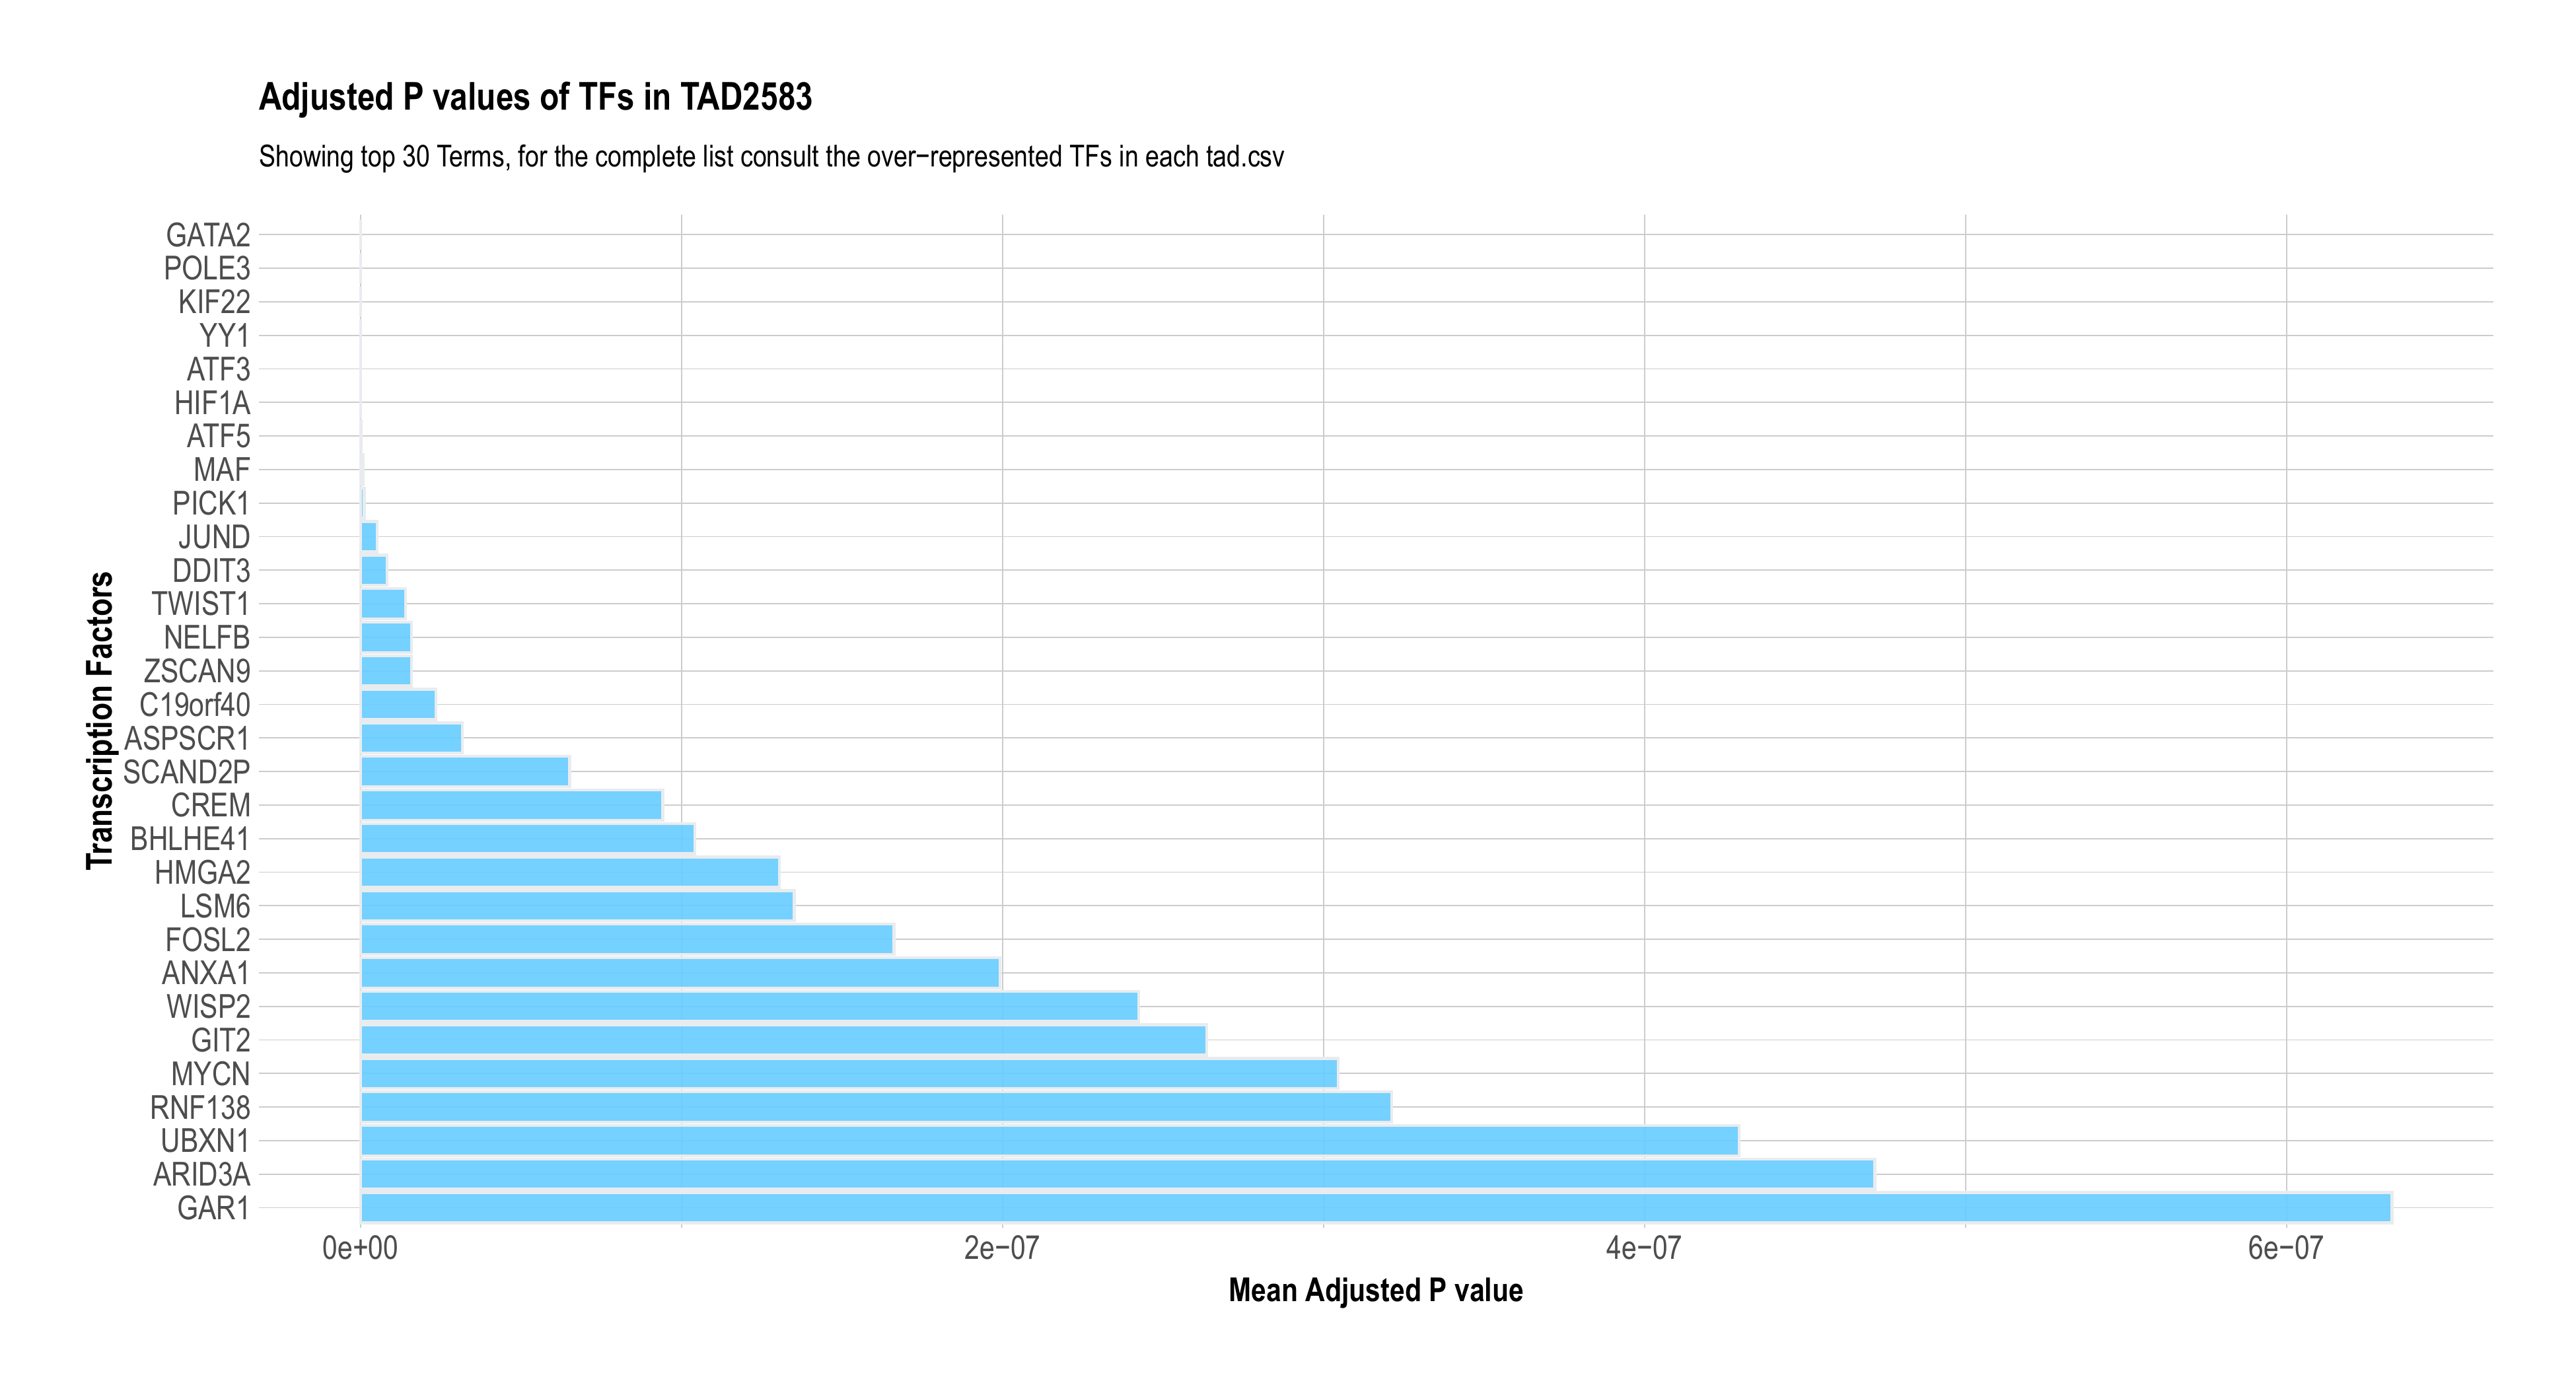 Adjusted P values of TFs in TAD2583
Showing top 30 Terms, for the complete list consult the over−represented TFs in each tad.csv
Transcription Factors
GATA2
POLE3
KIF22
YY1
ATF3
HIF1A
ATF5
MAF
PICK1
JUND
DDIT3
TWIST1
NELFB
ZSCAN9
C19orf40
ASPSCR1
SCAND2P
CREM
BHLHE41
HMGA2
LSM6
FOSL2
ANXA1
WISP2
GIT2
MYCN
RNF138
UBXN1
ARID3A
GAR1
0e+00 2e−07 4e−07 6e−07
Mean Adjusted P value